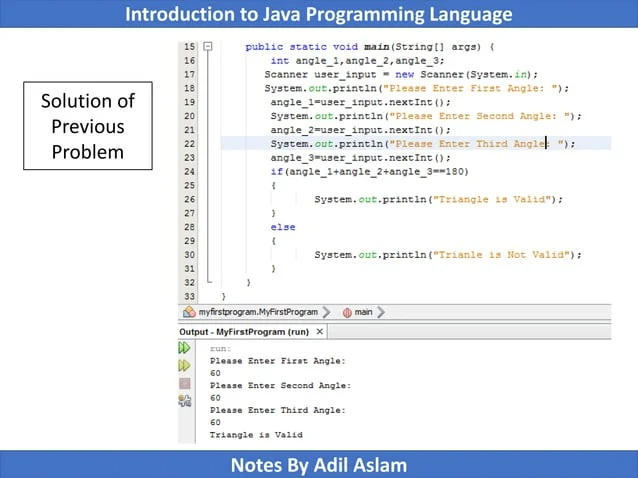 Introduction to Java Programming Language
Solution of
Previous
Problem
15 public static void main(String[] args) {
16 int angle_1,angle_2,angle_3;
17 Scanner user_input = new Scanner(System.in);
18 System.out.println("Please Enter First Angle: ");
19 angle_1=user_input.nextInt();
20 System.out.println("Please Enter Second Angle: ");
21 angle_2=user_input.nextInt();
22 System.out.println("Please Enter Third Angle: ");
23 angle_3=user_input.nextInt();
24 if(angle_1+angle_2+angle_3==180)
25 {
26 System.out.println("Triangle is Valid");
27 }
28 else
29 {
30 System.out.println("Trianle is Not Valid");
31 }
32 }
33 }
myfirstprogram.MyFirstProgram main
Output - MyFirstProgram (run) ×
run:
Please Enter First Angle:
60
Please Enter Second Angle:
60
Please Enter Third Angle:
60
Triangle is Valid
Notes By Adil Aslam